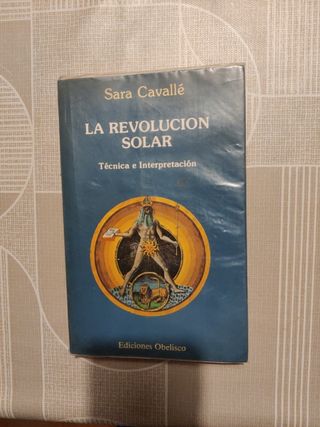 Sara Cavallé
LA REVOLUCION
SOLAR
Técnica e Interpretación
Ediciones Obelisco